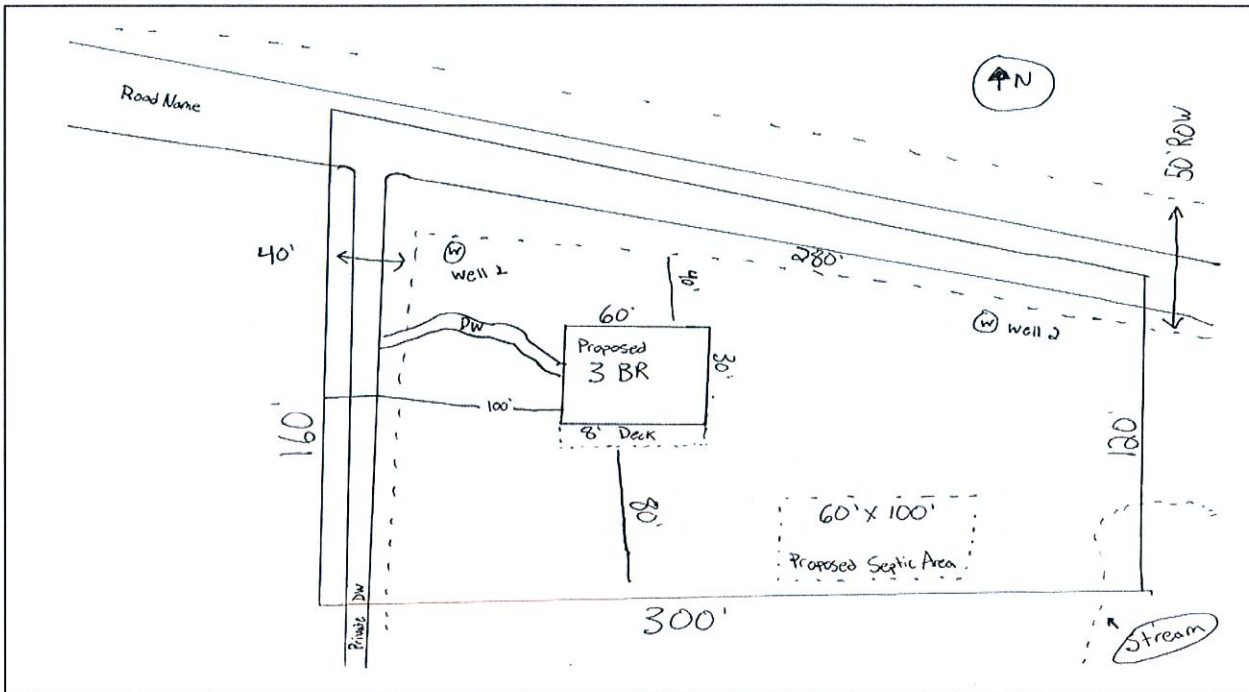 N
Road Name
50' ROW
40'
W
Well 2
280'
40'
W
Well 2
60'
DW
Proposed
3 BR
30'
100'
8' Deck
160'
120'
80'
60' X 100'
Proposed Septic Area
Private DW
300'
Stream